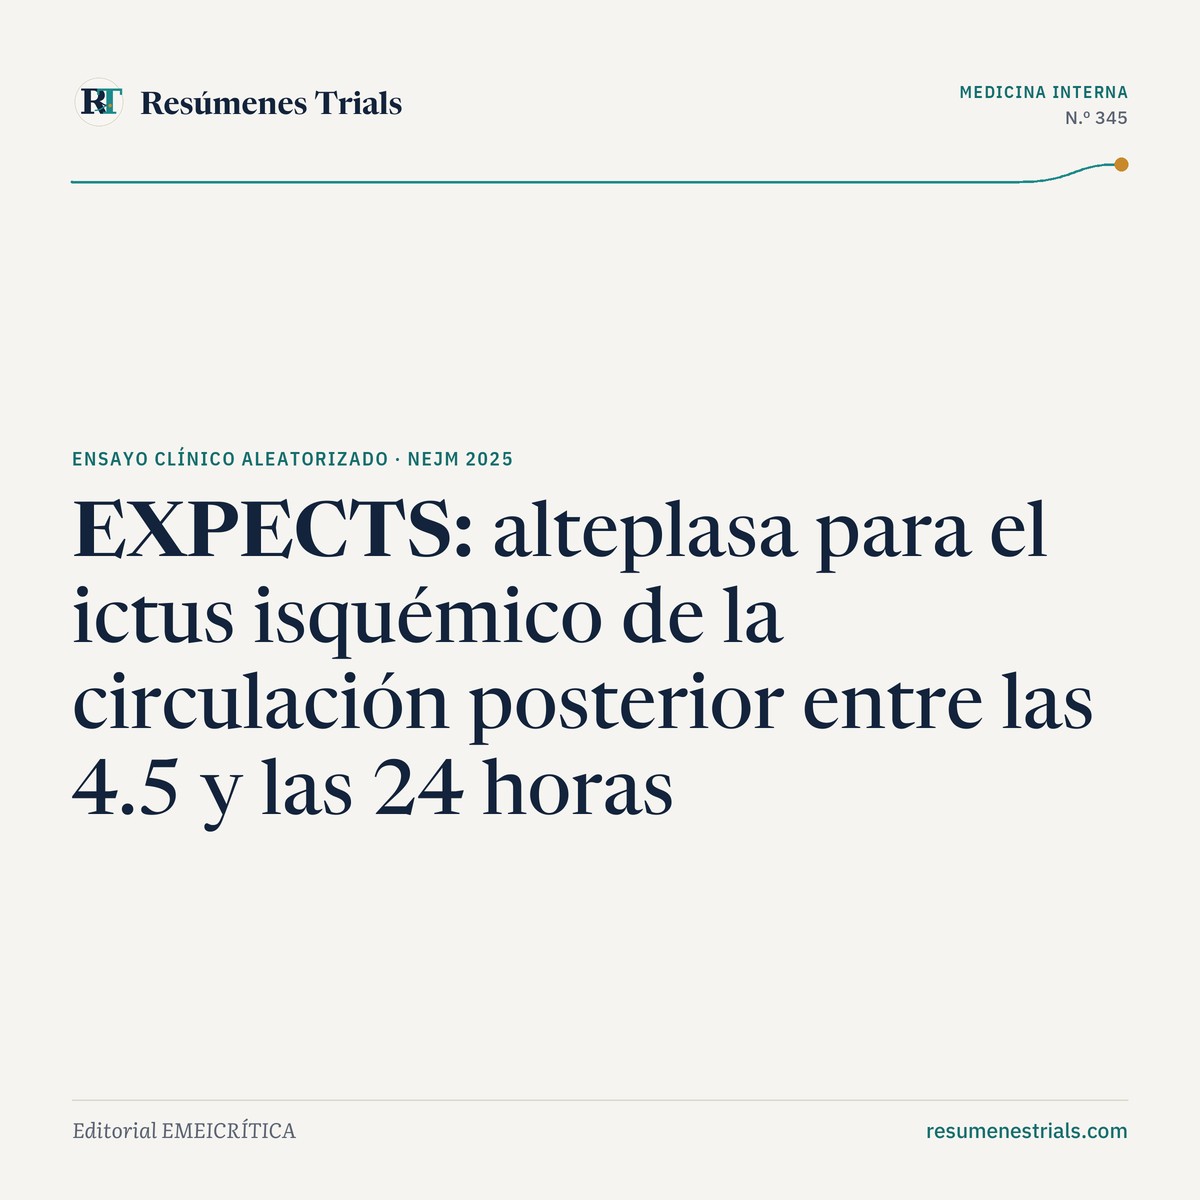 RT Resúmenes Trials
MEDICINA INTERNA
N.º 345
ENSAYO CLÍNICO ALEATORIZADO · NEJM 2025
EXPECTS: alteplasa para el
ictus isquémico de la
circulación posterior entre las
4.5 y las 24 horas
Editorial EMEICRÍTICA
resumenestrials.com